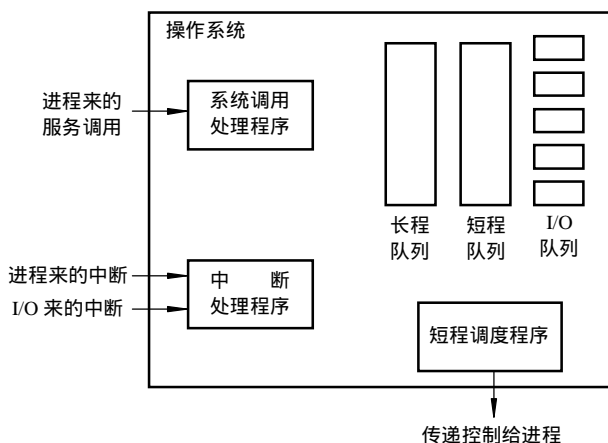 操作系统
进程来的
服务调用
系统调用
处理程序
长程
队列
短程
队列
I/O
队列
进程来的中断
I/O 来的中断
中 断
处理程序
短程调度程序
传递控制给进程